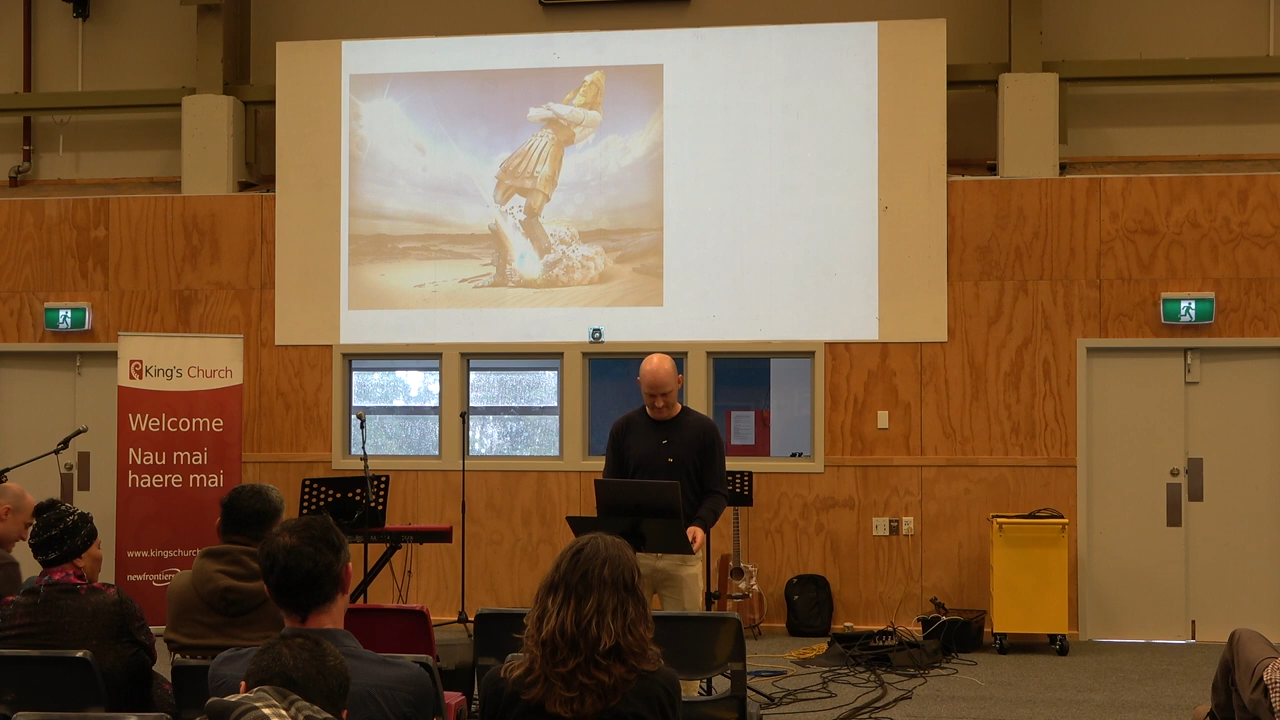 King's Church
Welcome
Nau mai
haere mai
www.kingschurch
newfrontiers